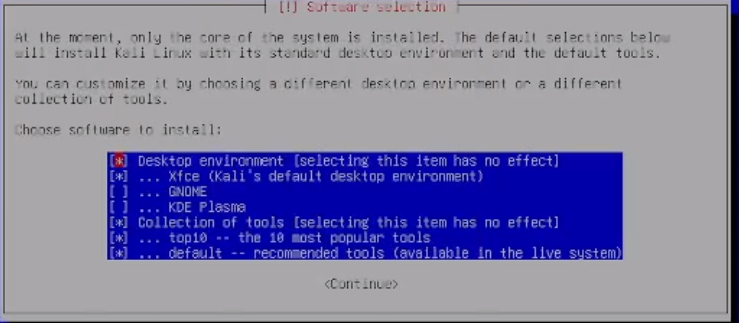 [!] Software selection
At the moment, only the core of the system is installed. The default selections below
will install Kali Linux with its standard desktop environment and the default tools.
You can customize it by choosing a different desktop environment or a different
collection of tools.
Choose software to install:
[*] Desktop environment [selecting this item has no effect]
[*] ... Xfce (Kali's default desktop environment)
[ ] ... GNOME
[ ] ... KDE Plasma
[*] Collection of tools [selecting this item has no effect]
[*] ... top10 -- the 10 most popular tools
[*] ... default -- recommended tools (available in the live system)
<Continue>